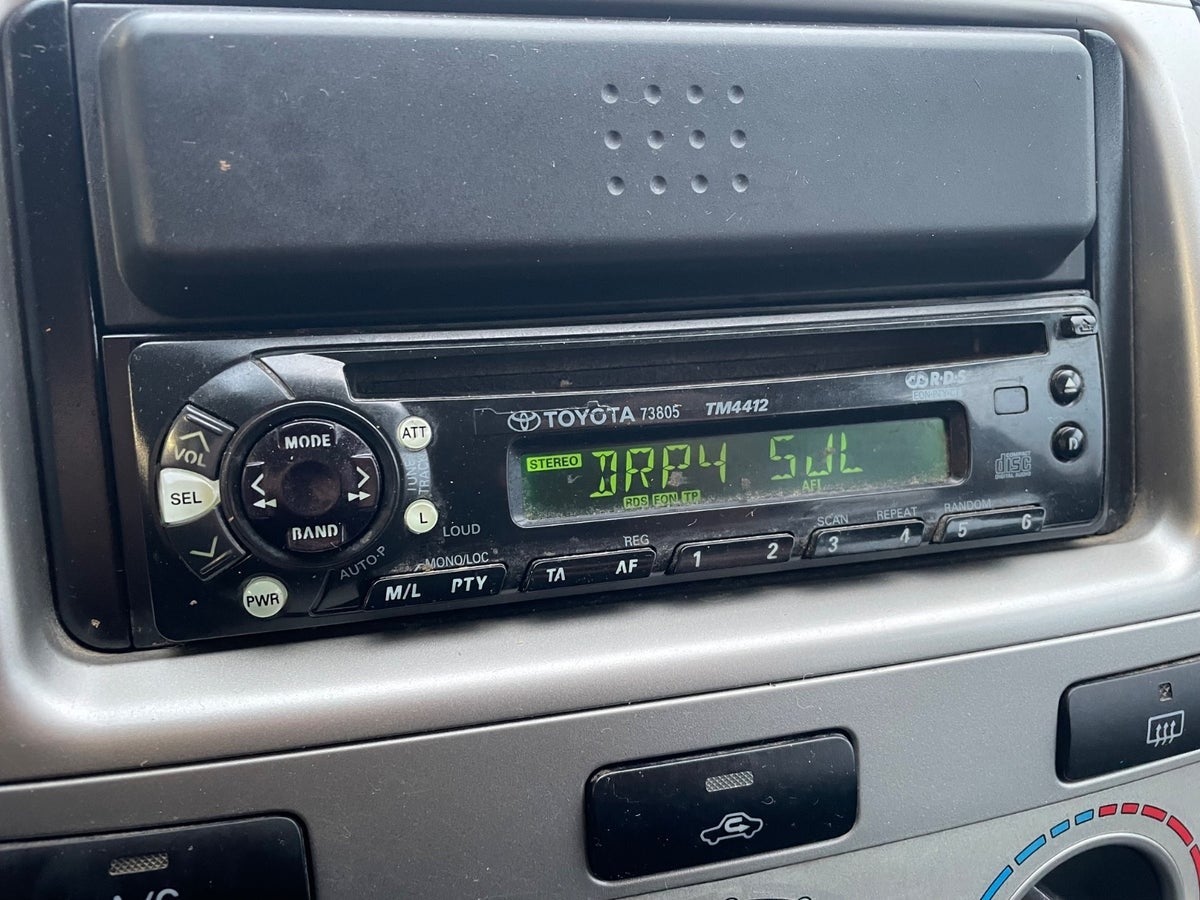 TOYOTA 73805 TM4412
R·D·S
VOL
SEL
MODE
BAND
ATT
TUNE
TRACK
L
LOUD
AUTO·P
PWR
STEREO
DRP4 SJL
RDS EON TP
AFL
D
COMPACT
disc
DIGITAL AUDIO
MONO/LOC
M/L PTY
REG
TA AF
1 2
SCAN REPEAT
3 4
RANDOM
5 6
A/C